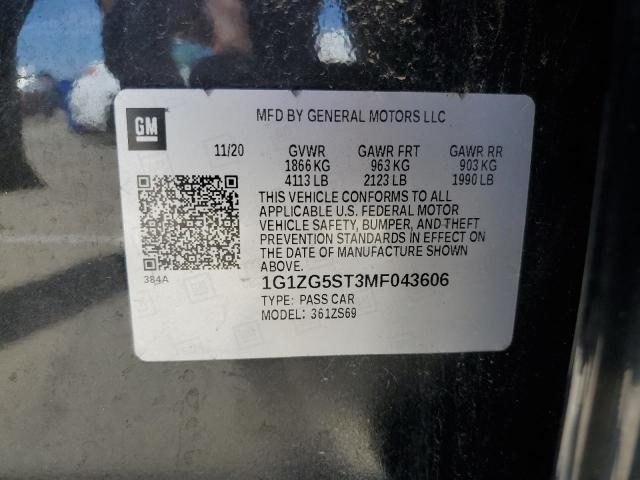 GM
MFD BY GENERAL MOTORS LLC
11/20 GVWR GAWR FRT GAWR RR
1866 KG 963 KG 903 KG
4113 LB 2123 LB 1990 LB
THIS VEHICLE CONFORMS TO ALL
APPLICABLE U.S. FEDERAL MOTOR
VEHICLE SAFETY, BUMPER, AND THEFT
PREVENTION STANDARDS IN EFFECT ON
THE DATE OF MANUFACTURE SHOWN
ABOVE.
384A
1G1ZG5ST3MF043606
TYPE: PASS CAR
MODEL: 361ZS69